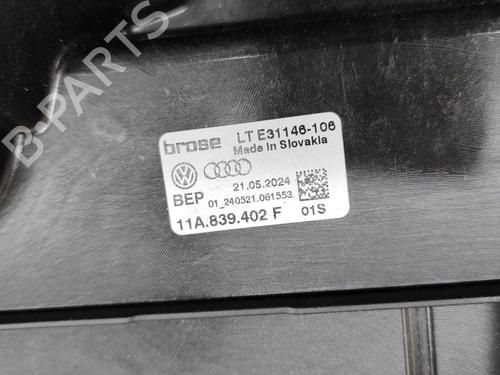 brose LT E31146-106
Made in Slovakia
21.05.2024
BEP 01_240521.061553
11A.839.402 F 01S
B-PARTS